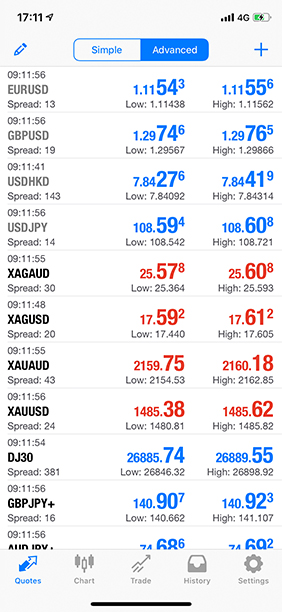 17:11 4G
Simple Advanced
09:11:56
EURUSD 1.11543 1.11556
Spread: 13 Low: 1.11438 High: 1.11562
09:11:56
GBPUSD 1.29746 1.29765
Spread: 19 Low: 1.29567 High: 1.29866
09:11:41
USDHKD 7.84276 7.84419
Spread: 143 Low: 7.84092 High: 7.84314
09:11:56
USDJPY 108.594 108.608
Spread: 14 Low: 108.542 High: 108.721
09:11:55
XAGAUD 25.578 25.608
Spread: 30 Low: 25.364 High: 25.593
09:11:48
XAGUSD 17.592 17.612
Spread: 20 Low: 17.440 High: 17.605
09:11:55
XAUAUD 2159.75 2160.18
Spread: 43 Low: 2154.53 High: 2162.85
09:11:56
XAUUSD 1485.38 1485.62
Spread: 24 Low: 1480.81 High: 1485.82
09:11:54
DJ30 26885.74 26889.55
Spread: 381 Low: 26846.32 High: 26898.92
09:11:56
GBPJPY+ 140.907 140.923
Spread: 16 Low: 140.662 High: 141.107
09:11:56
AUDJPY+ 74.686 74.692
Quotes Chart Trade History Settings